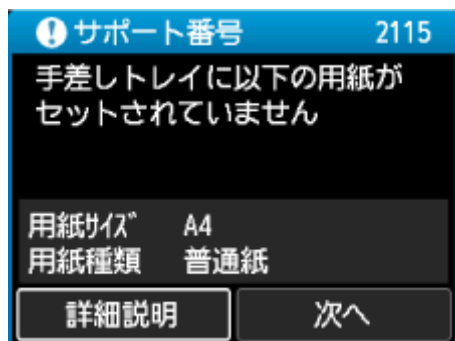 サポート番号 2115
手差しトレイに以下の用紙が
セットされていません
用紙ｻｲｽﾞ A4
用紙種類 普通紙
詳細説明 次へ